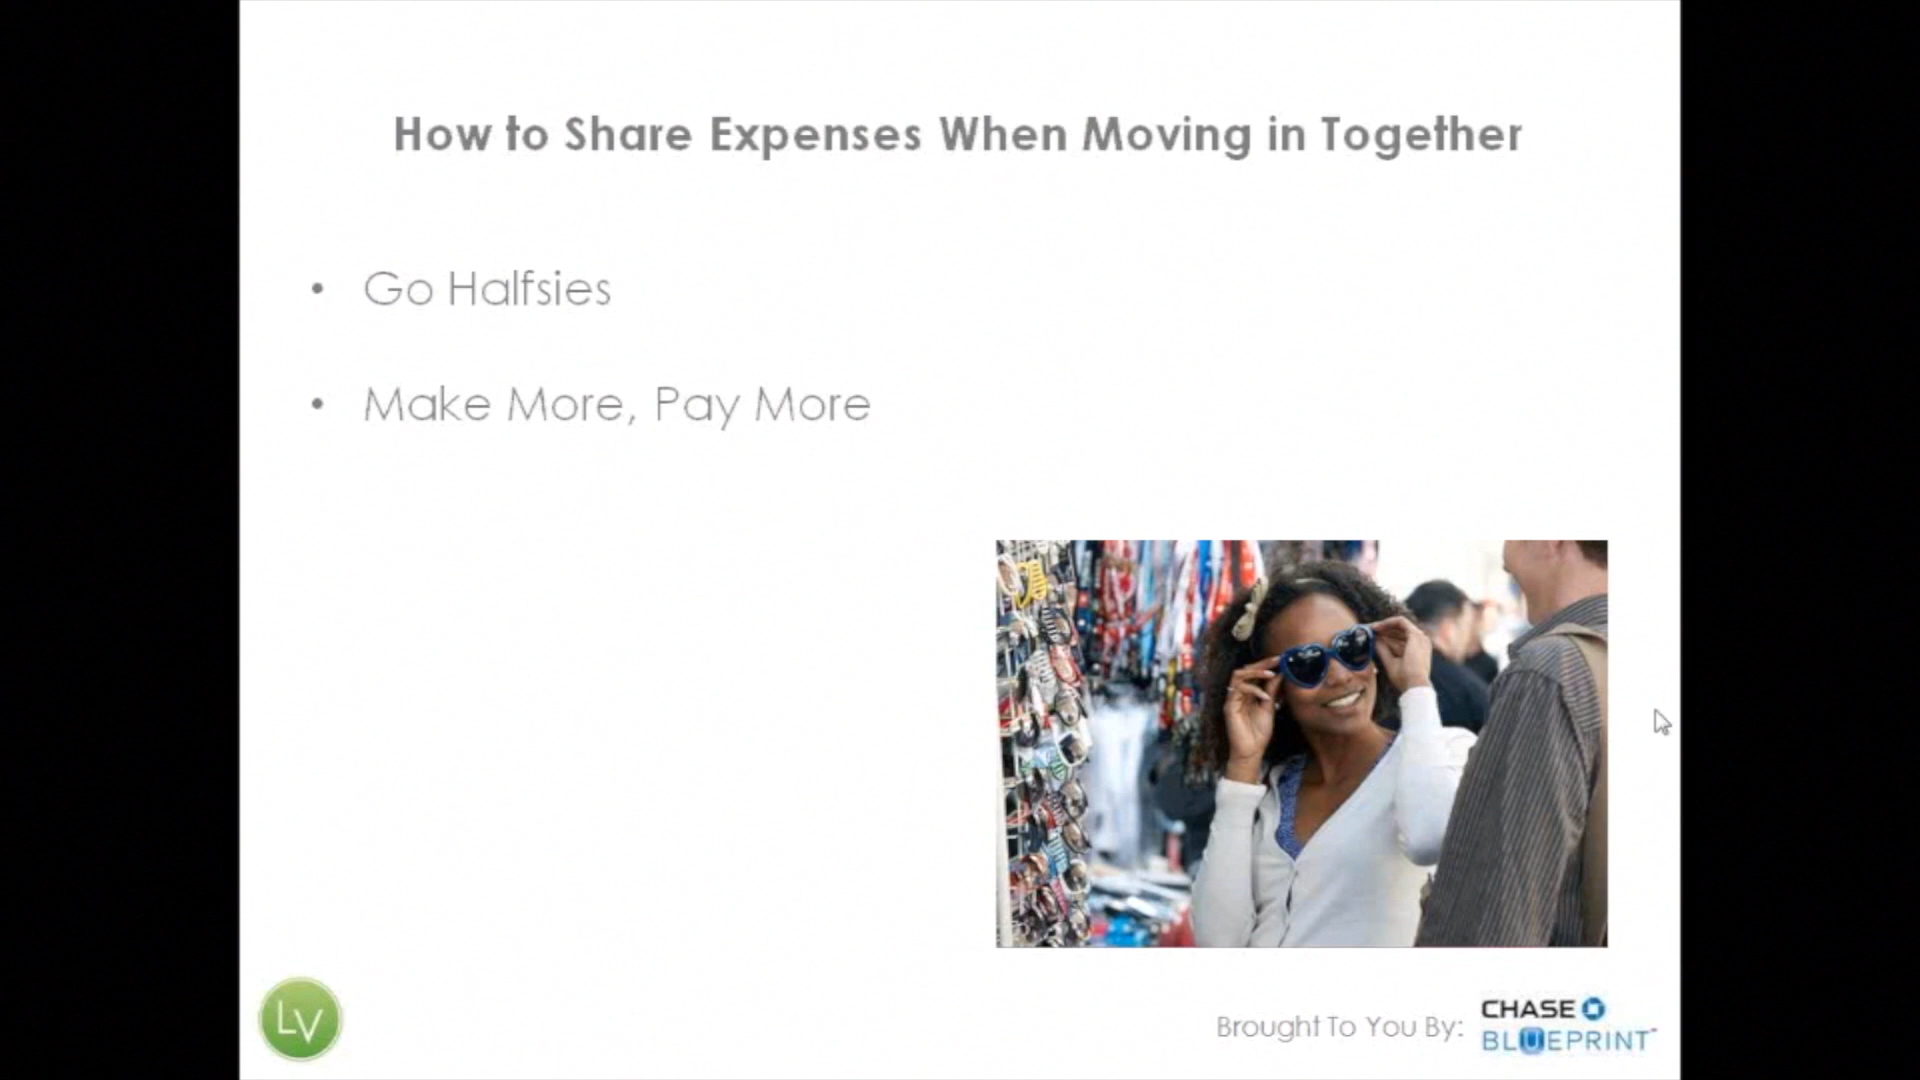 How to Share Expenses When Moving in Together
• Go Halfsies
• Make More, Pay More
LV
Brought To You By:
CHASE
BLUEPRINT